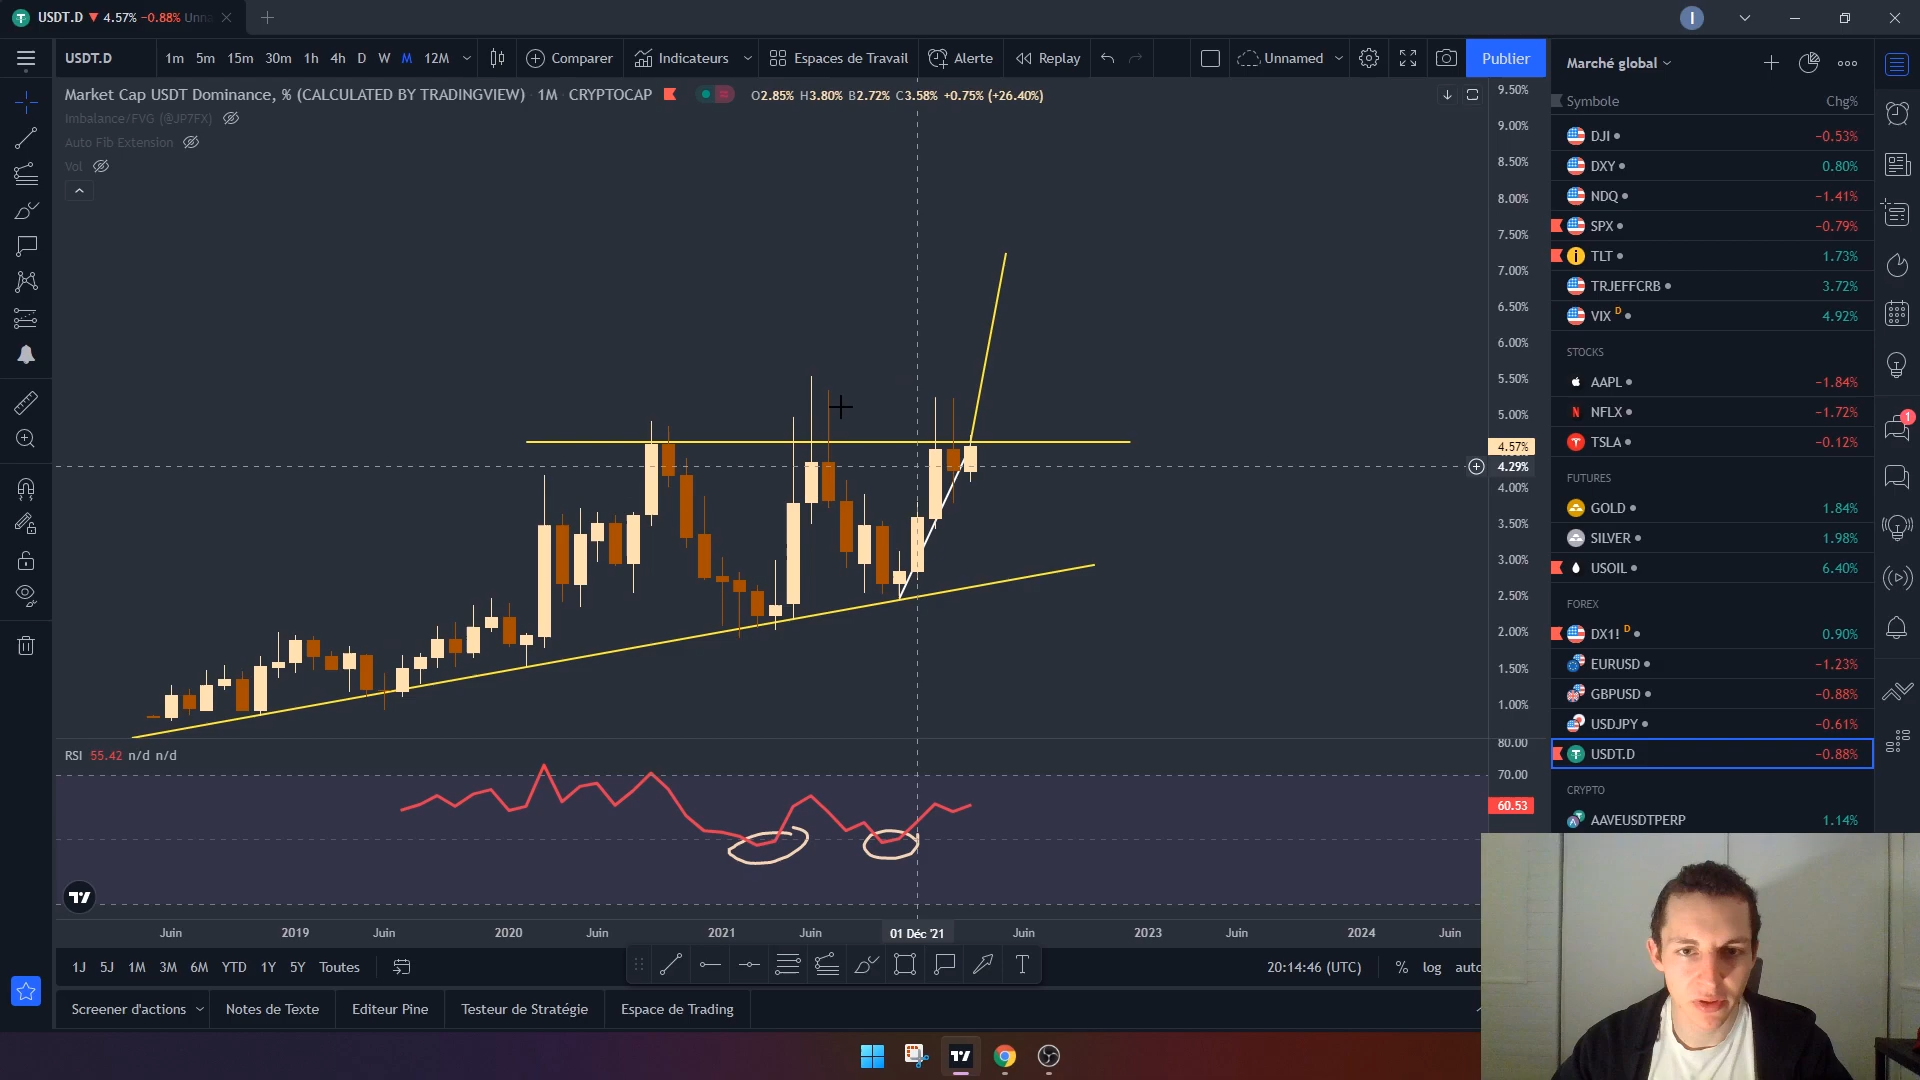 USDT.D ▼ 4.57% −0.88% Unna
USDT.D 1m 5m 15m 30m 1h 4h D W M 12M Comparer Indicateurs Espaces de Travail Alerte Replay Unnamed Publier
Market Cap USDT Dominance, % (CALCULATED BY TRADINGVIEW) · 1M · CRYPTOCAP O2.85% H3.80% B2.72% C3.58% +0.75% (+26.40%)
Imbalance/FVG (@JP7FX)
Auto Fib Extension
Vol
9.50%
9.00%
8.50%
8.00%
7.50%
7.00%
6.50%
6.00%
5.50%
5.00%
4.57%
4.29%
4.00%
3.50%
3.00%
2.50%
2.00%
1.50%
1.00%
RSI 55.42 n/d n/d
80.00
70.00
60.53
Juin 2019 Juin 2020 Juin 2021 Juin 01 Déc '21 Juin 2023 Juin 2024 Juin
1J 5J 1M 3M 6M YTD 1Y 5Y Toutes
T
20:14:46 (UTC) % log auto
Screener d'actions Notes de Texte Editeur Pine Testeur de Stratégie Espace de Trading
I
Marché global
Symbole Chg%
DJI −0.53%
DXY 0.80%
NDQ −1.41%
SPX −0.79%
TLT 1.73%
TRJEFFCRB 3.72%
VIX D 4.92%
STOCKS
AAPL −1.84%
NFLX −1.72%
TSLA −0.12%
FUTURES
GOLD 1.84%
SILVER 1.98%
USOIL 6.40%
FOREX
DX1! D 0.90%
EURUSD −1.23%
GBPUSD −0.88%
USDJPY −0.61%
USDT.D −0.88%
CRYPTO
AAVEUSDTPERP 1.14%
1